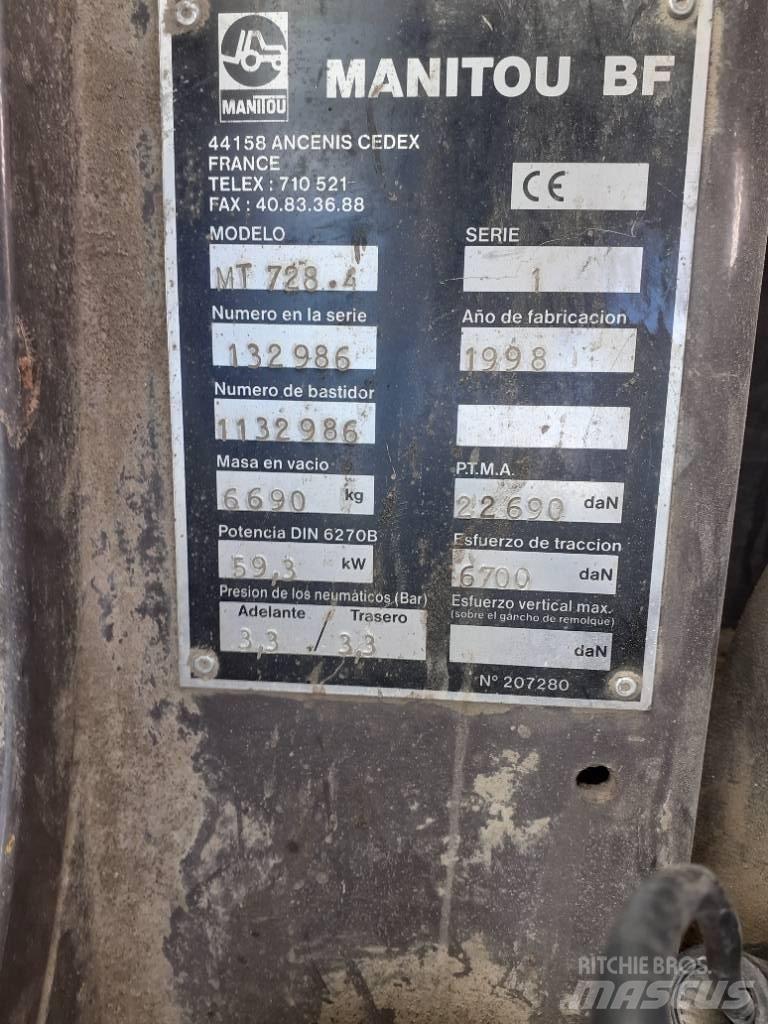 MANITOU
MANITOU BF
44158 ANCENIS CEDEX
FRANCE
TELEX : 710 521
FAX : 40.83.36.88
CE
MODELO
SERIE
MT 728.4
1
Numero en la serie
Año de fabricacion
132986
1998
Numero de bastidor
1132986
Masa en vacio
P.T.M.A.
6690 kg
22690 daN
Potencia DIN 6270B
Esfuerzo de traccion
59,3 kW
6700 daN
Presion de los neumáticos (Bar)
Esfuerzo vertical max.
(sobre el gancho de remolque)
Adelante Trasero
3,3 / 3,3
daN
N° 207280
RITCHIE BROS.
MASCUS